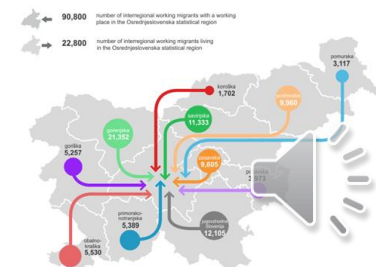 90,800
number of interregional working migrants with a working
place in the Osrednjeslovenska statistical region
22,800
number of interregional working migrants living
in the Osrednjeslovenska statistical region
pomurska
3,117
koroška
1,702
podravska
9,960
savinjska
11,333
gorenjska
21,352
zasavska
9,605
goriška
5,257
primorsko-
notranjska
5,389
jugovzhodna
Slovenija
12,105
obalno-
kraška
5,530